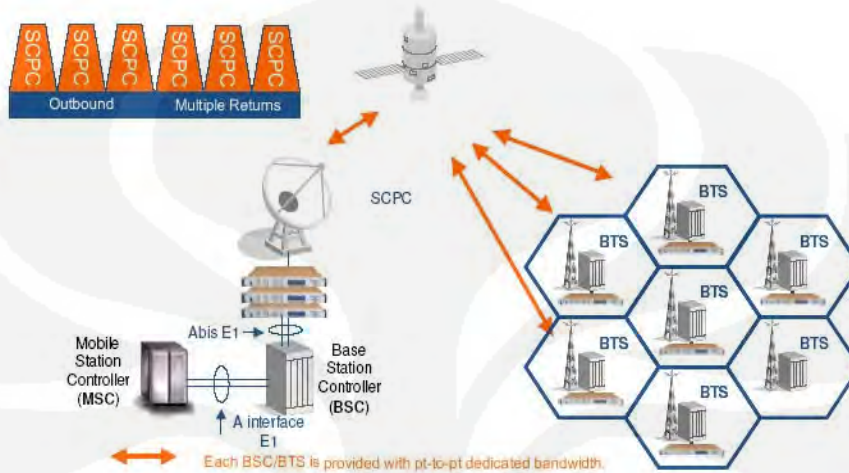 SCPC
SCPC
SCPC
SCPC
SCPC
SCPC
Outbound
Multiple Returns
SCPC
BTS
BTS
BTS
BTS
BTS
BTS
BTS
Abis E1
Mobile
Station
Controller
(MSC)
Base
Station
Controller
(BSC)
A interface
E1
Each BSC/BTS is provided with pt-to-pt dedicated bandwidth.